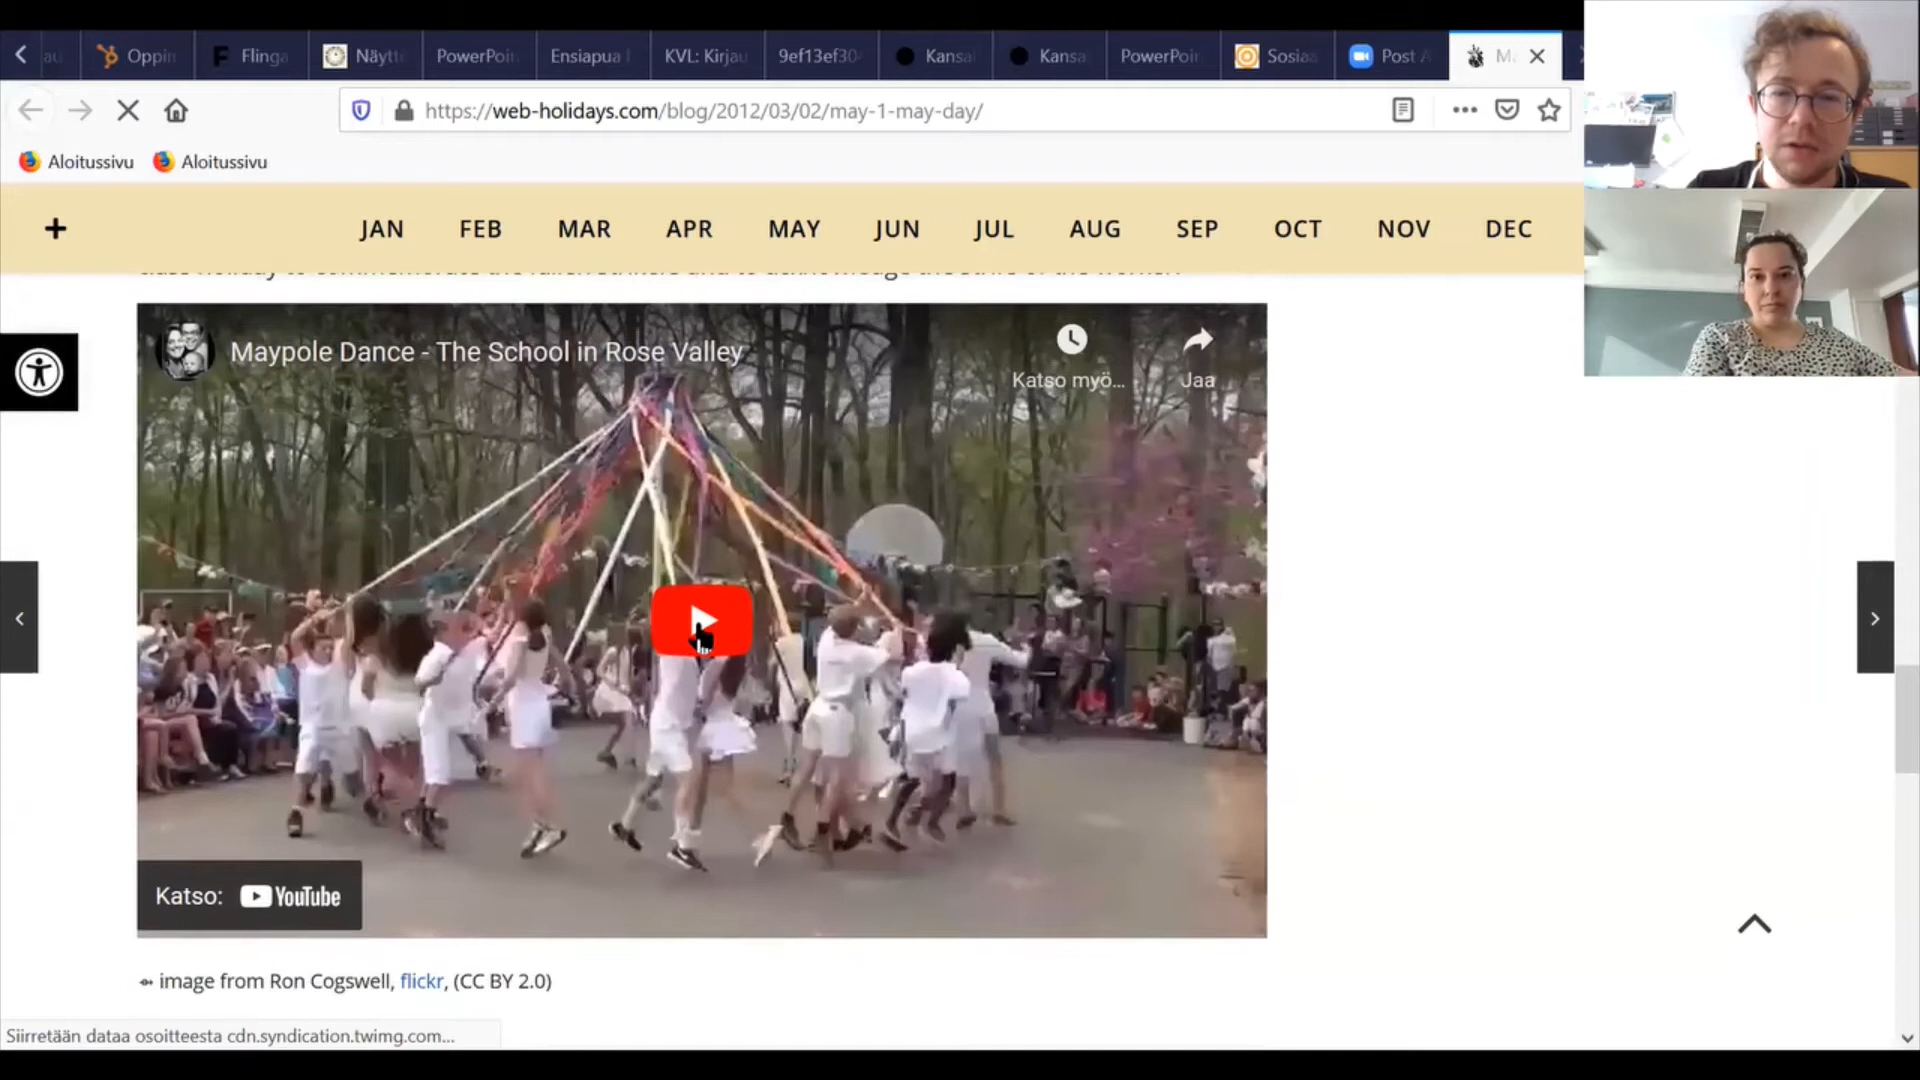 Oppin Flinga Näytt PowerPoi Ensiapua KVL: Kirjau 9ef13ef30 Kansa Kansa PowerPoi Sosiaa Post A
https://web-holidays.com/blog/2012/03/02/may-1-may-day/
Aloitussivu Aloitussivu
+ JAN FEB MAR APR MAY JUN JUL AUG SEP OCT NOV DEC
Maypole Dance - The School in Rose Valley
Katso myö... Jaa
Katso: YouTube
image from Ron Cogswell, flickr, (CC BY 2.0)
Siirretään dataa osoitteesta cdn.syndication.twimg.com...